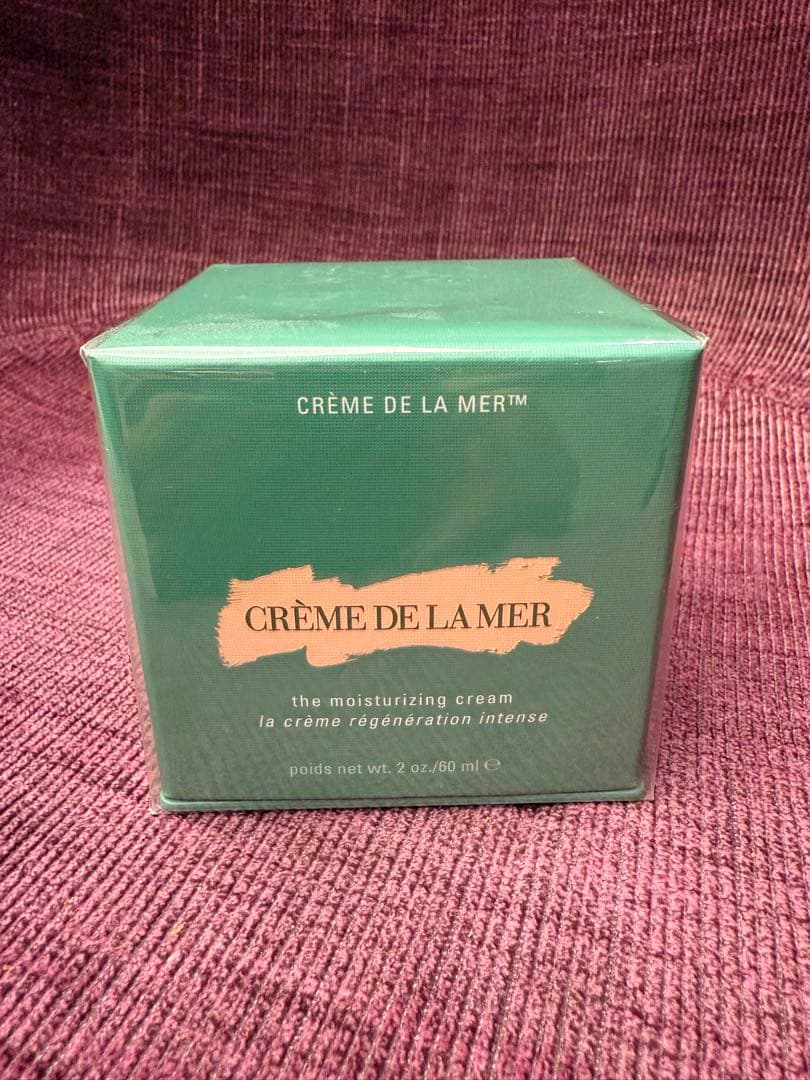 CRÈME DE LA MER™
CRÈME DE LA MER
the moisturizing cream
la crème régénération intense
poids net wt. 2 oz./60 ml ℮